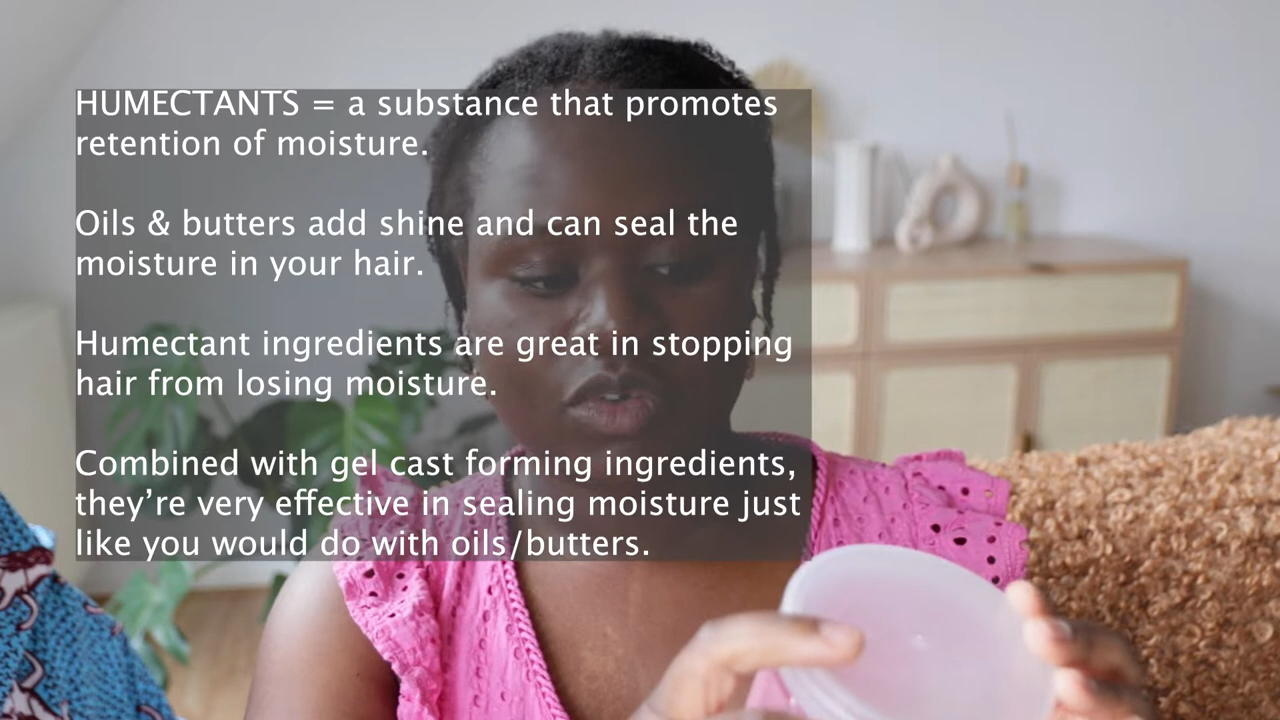 HUMECTANTS = a substance that promotes
retention of moisture.
Oils & butters add shine and can seal the
moisture in your hair.
Humectant ingredients are great in stopping
hair from losing moisture.
Combined with gel cast forming ingredients,
they’re very effective in sealing moisture just
like you would do with oils/butters.